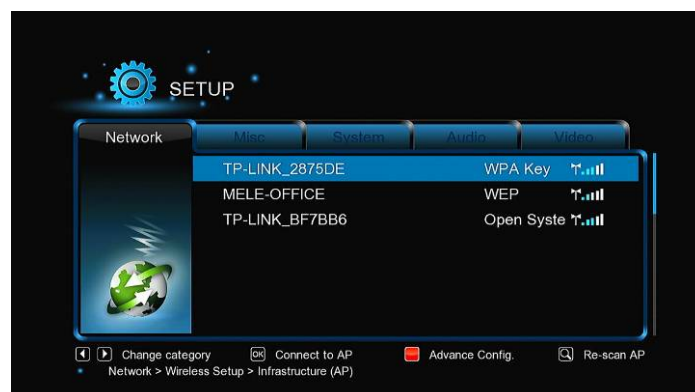 SETUP
Network Misc System Audio Video
TP-LINK_2875DE WPA Key
MELE-OFFICE WEP
TP-LINK_BF7BB6 Open Syste
Change category OK Connect to AP Advance Config. Re-scan AP
Network > Wireless Setup > Infrastructure (AP)